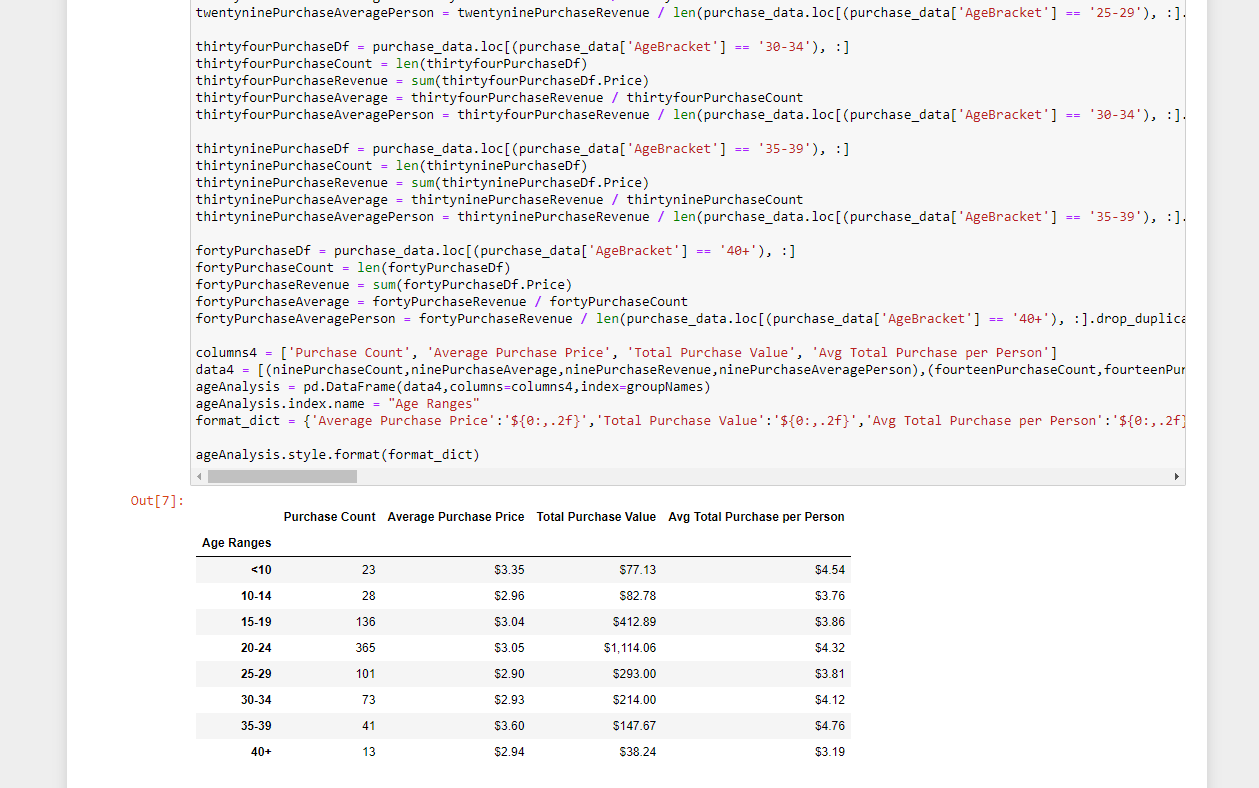 twentyninePurchaseAveragePerson = twentyninePurchaseRevenue / len(purchase_data.loc[(purchase_data['AgeBracket'] == '25-29'), :].
thirtyfourPurchaseDf = purchase_data.loc[(purchase_data['AgeBracket'] == '30-34'), :]
thirtyfourPurchaseCount = len(thirtyfourPurchaseDf)
thirtyfourPurchaseRevenue = sum(thirtyfourPurchaseDf.Price)
thirtyfourPurchaseAverage = thirtyfourPurchaseRevenue / thirtyfourPurchaseCount
thirtyfourPurchaseAveragePerson = thirtyfourPurchaseRevenue / len(purchase_data.loc[(purchase_data['AgeBracket'] == '30-34'), :].
thirtyninePurchaseDf = purchase_data.loc[(purchase_data['AgeBracket'] == '35-39'), :]
thirtyninePurchaseCount = len(thirtyninePurchaseDf)
thirtyninePurchaseRevenue = sum(thirtyninePurchaseDf.Price)
thirtyninePurchaseAverage = thirtyninePurchaseRevenue / thirtyninePurchaseCount
thirtyninePurchaseAveragePerson = thirtyninePurchaseRevenue / len(purchase_data.loc[(purchase_data['AgeBracket'] == '35-39'), :].
fortyPurchaseDf = purchase_data.loc[(purchase_data['AgeBracket'] == '40+'), :]
fortyPurchaseCount = len(fortyPurchaseDf)
fortyPurchaseRevenue = sum(fortyPurchaseDf.Price)
fortyPurchaseAverage = fortyPurchaseRevenue / fortyPurchaseCount
fortyPurchaseAveragePerson = fortyPurchaseRevenue / len(purchase_data.loc[(purchase_data['AgeBracket'] == '40+'), :].drop_duplica
columns4 = ['Purchase Count', 'Average Purchase Price', 'Total Purchase Value', 'Avg Total Purchase per Person']
data4 = [(ninePurchaseCount,ninePurchaseAverage,ninePurchaseRevenue,ninePurchaseAveragePerson),(fourteenPurchaseCount,fourteenPur
ageAnalysis = pd.DataFrame(data4,columns=columns4,index=groupNames)
ageAnalysis.index.name = "Age Ranges"
format_dict = {'Average Purchase Price':'${0:,.2f}','Total Purchase Value':'${0:,.2f}','Avg Total Purchase per Person':'${0:,.2f}
ageAnalysis.style.format(format_dict)
Out[7]:
Purchase Count Average Purchase Price Total Purchase Value Avg Total Purchase per Person
Age Ranges
<10 23 $3.35 $77.13 $4.54
10-14 28 $2.96 $82.78 $3.76
15-19 136 $3.04 $412.89 $3.86
20-24 365 $3.05 $1,114.06 $4.32
25-29 101 $2.90 $293.00 $3.81
30-34 73 $2.93 $214.00 $4.12
35-39 41 $3.60 $147.67 $4.76
40+ 13 $2.94 $38.24 $3.19